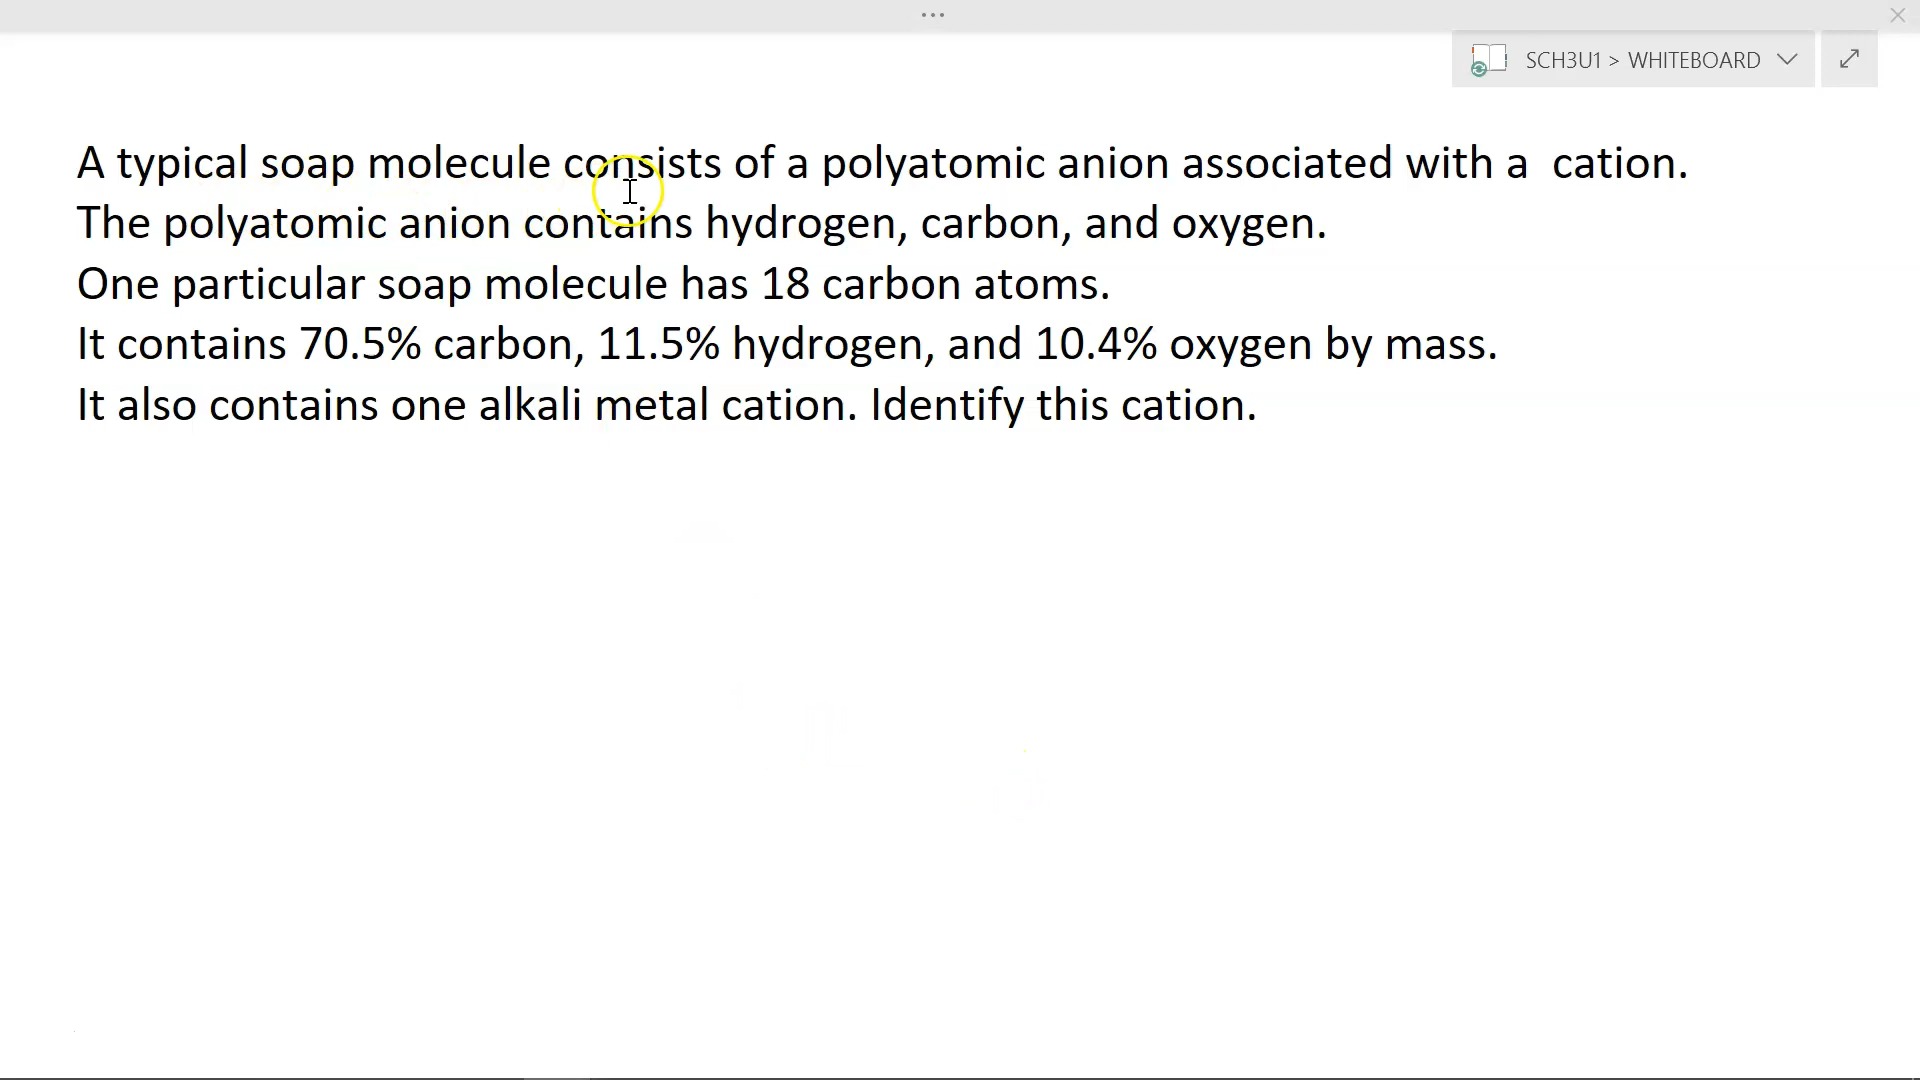 SCH3U1 > WHITEBOARD
A typical soap molecule consists of a polyatomic anion associated with a  cation.
The polyatomic anion contains hydrogen, carbon, and oxygen.
One particular soap molecule has 18 carbon atoms.
It contains 70.5% carbon, 11.5% hydrogen, and 10.4% oxygen by mass.
It also contains one alkali metal cation. Identify this cation.